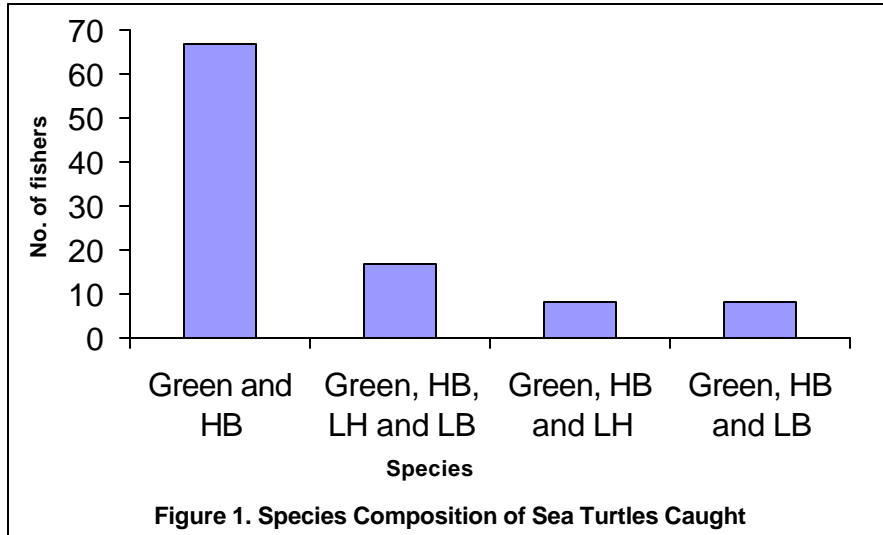 70
60
50
40
30
20
10
0
No. of fishers
Green and
HB
Green, HB,
LH and LB
Green, HB
and LH
Green, HB
and LB
Species
Figure 1. Species Composition of Sea Turtles Caught